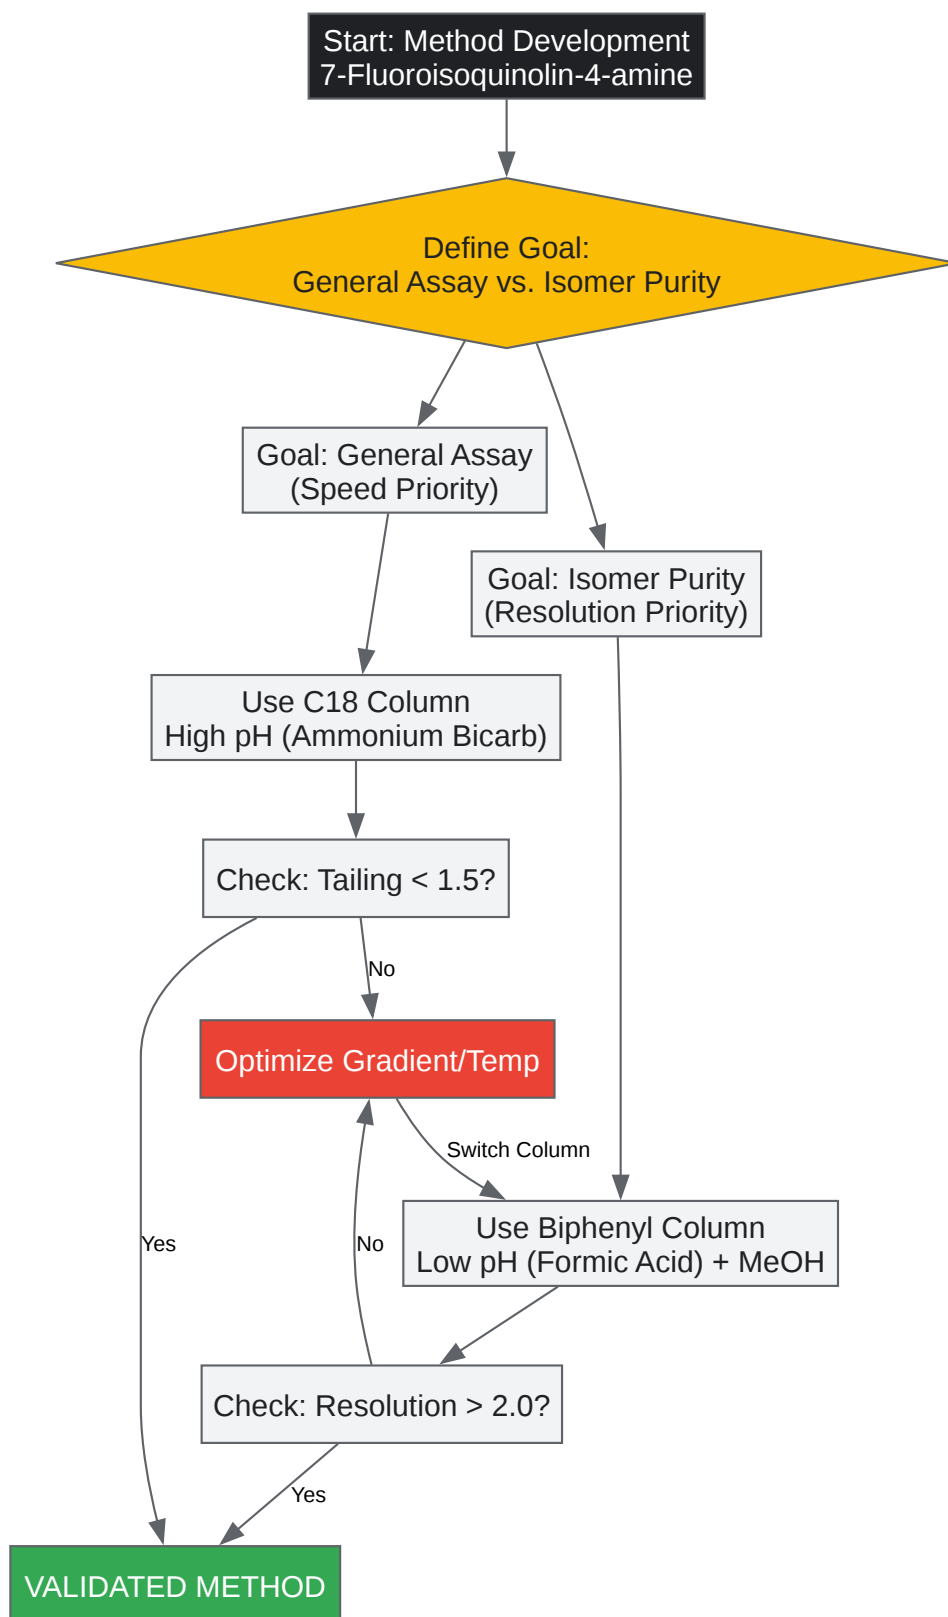 Start: Method Development
7-Fluoroisoquinolin-4-amine
Define Goal:
General Assay vs. Isomer Purity
Goal: General Assay
(Speed Priority)
Goal: Isomer Purity
(Resolution Priority)
Use C18 Column
High pH (Ammonium Bicarb)
Check: Tailing < 1.5?
No
Optimize Gradient/Temp
Switch Column
Yes
No
Use Biphenyl Column
Low pH (Formic Acid) + MeOH
Check: Resolution > 2.0?
Yes
VALIDATED METHOD